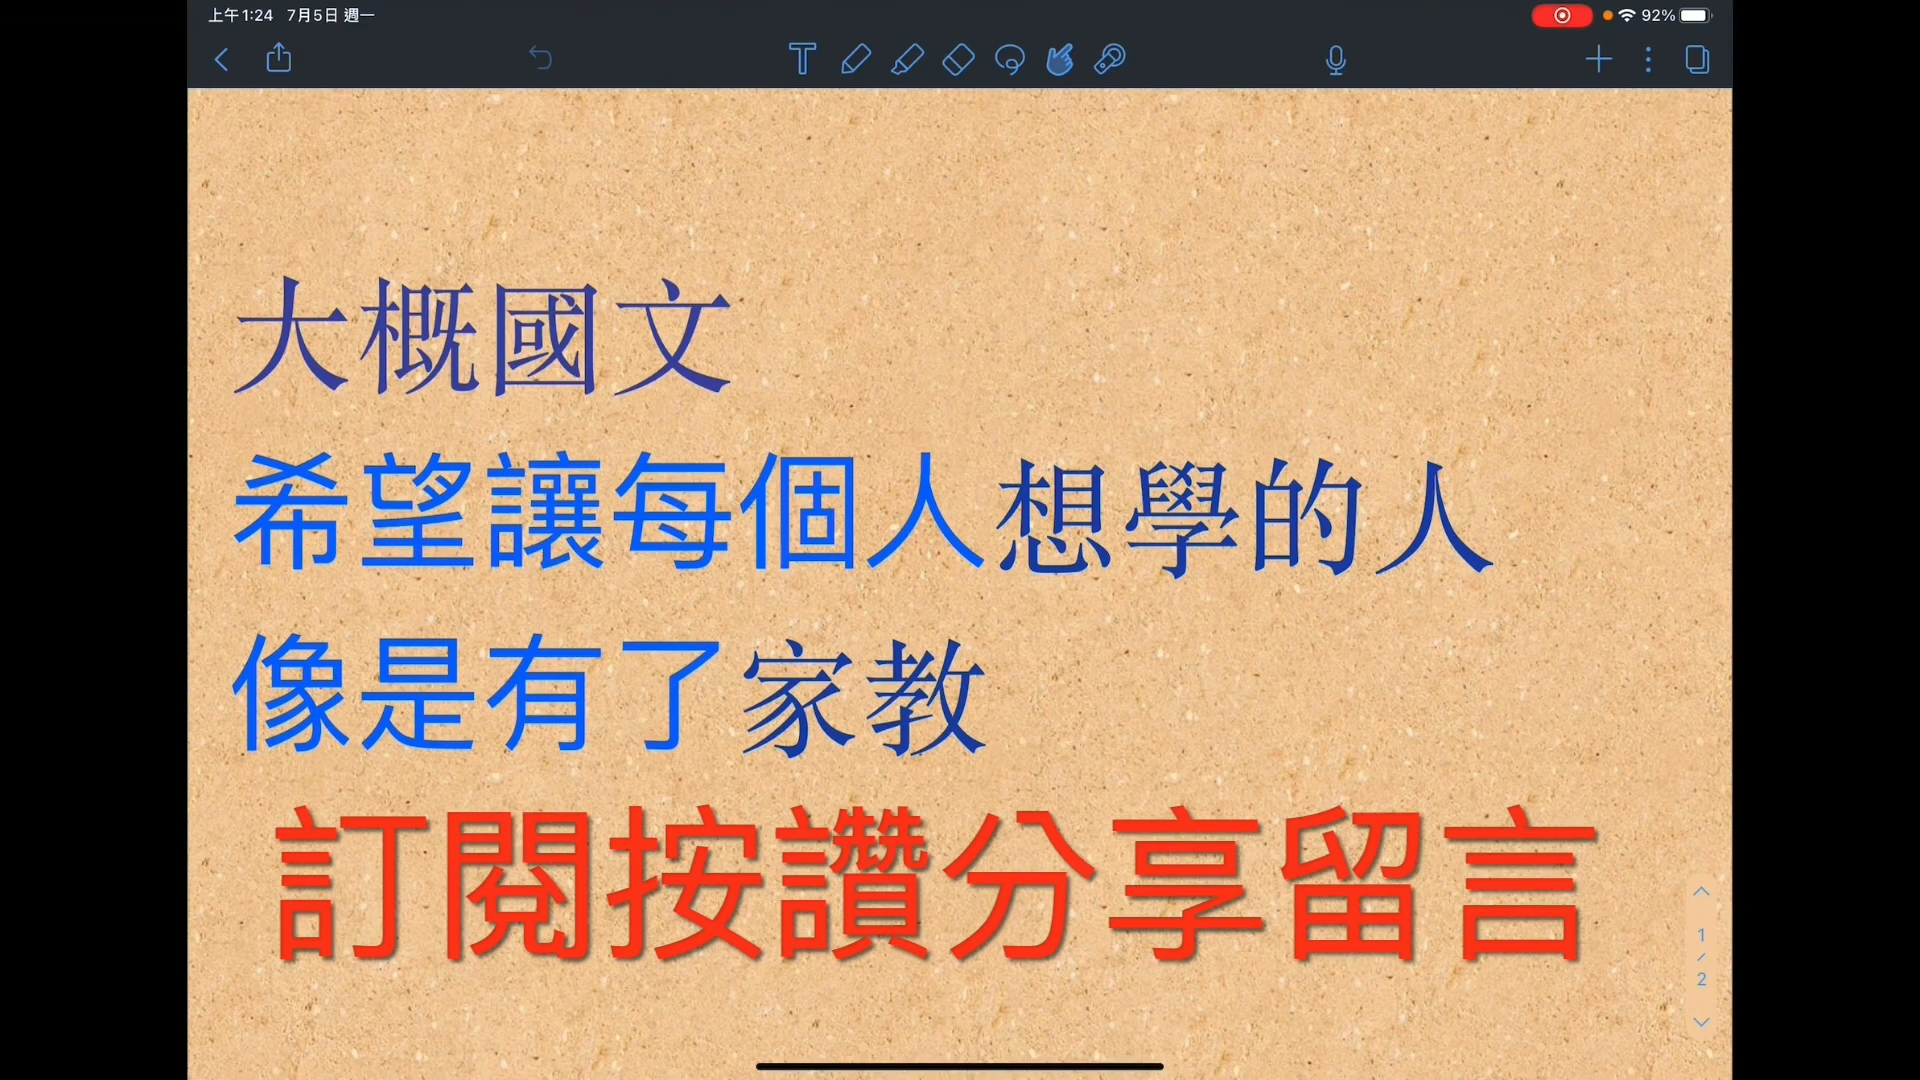 上午1:24 7月5日 週一
92%
T
大概國文
希望讓每個人想學的人
像是有了家教
訂閱按讚分享留言
1
/
2